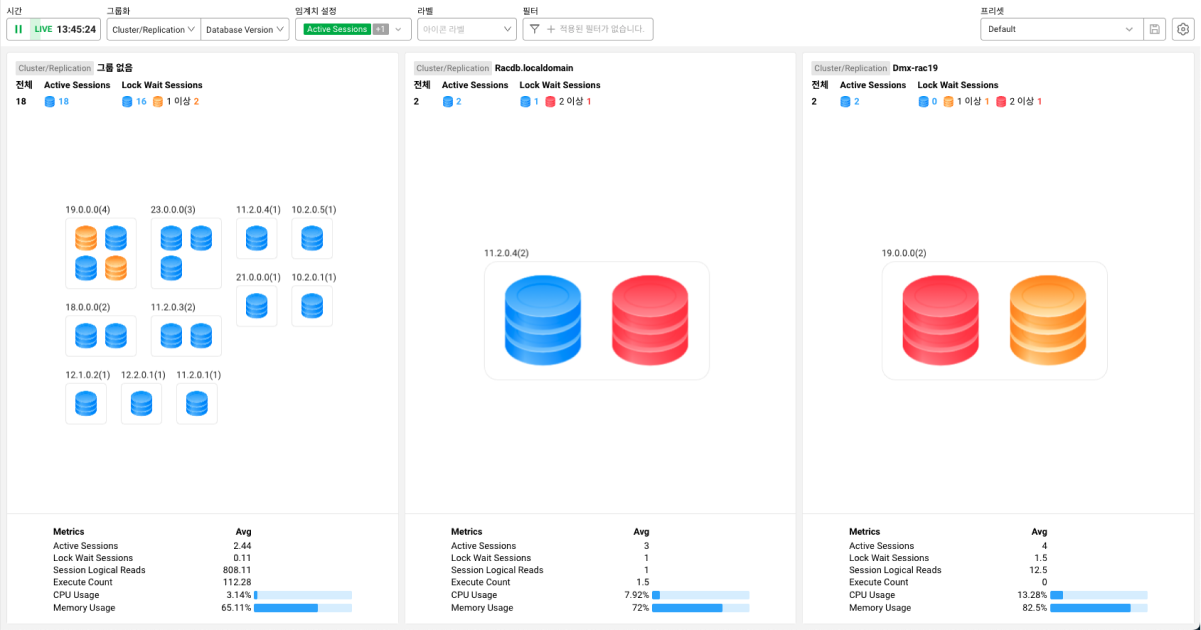 시간 그룹화 임계치 설정 라벨 필터 프리셋
LIVE 13:45:24 Cluster/Replication Database Version Active Sessions +1 아이콘 라벨 + 적용된 필터가 없습니다. Default
Cluster/Replication 그룹 없음
전체 Active Sessions Lock Wait Sessions
18 18 16 1 이상 2
19.0.0.0(4) 23.0.0.0(3) 11.2.0.4(1) 10.2.0.5(1)
21.0.0.0(1) 10.2.0.1(1)
18.0.0.0(2) 11.2.0.3(2)
12.1.0.2(1) 12.2.0.1(1) 11.2.0.1(1)
Metrics Avg
Active Sessions 2.44
Lock Wait Sessions 0.11
Session Logical Reads 808.11
Execute Count 112.28
CPU Usage 3.14%
Memory Usage 65.11%
Cluster/Replication Racdb.localdomain
전체 Active Sessions Lock Wait Sessions
2 2 1 2 이상 1
11.2.0.4(2)
Metrics Avg
Active Sessions 3
Lock Wait Sessions 1
Session Logical Reads 1
Execute Count 1.5
CPU Usage 7.92%
Memory Usage 72%
Cluster/Replication Dmx-rac19
전체 Active Sessions Lock Wait Sessions
2 2 0 1 이상 1 2 이상 1
19.0.0.0(2)
Metrics Avg
Active Sessions 4
Lock Wait Sessions 1.5
Session Logical Reads 12.5
Execute Count 0
CPU Usage 13.28%
Memory Usage 82.5%